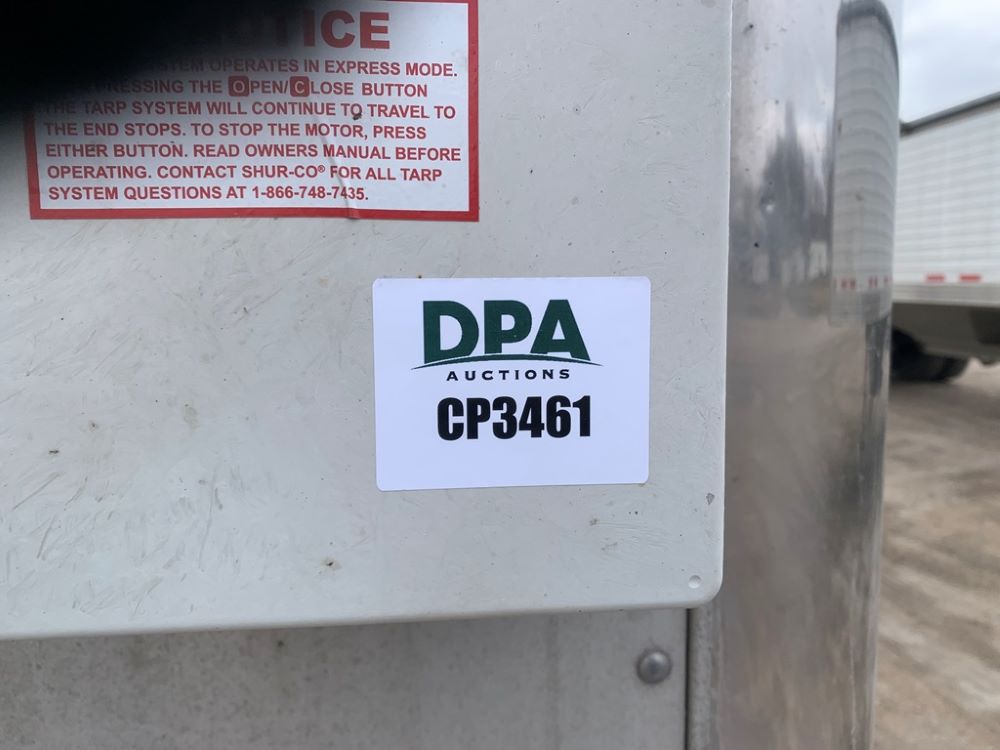 TICE
STEM OPERATES IN EXPRESS MODE.
PRESSING THE OPEN/CLOSE BUTTON
THE TARP SYSTEM WILL CONTINUE TO TRAVEL TO
THE END STOPS. TO STOP THE MOTOR, PRESS
EITHER BUTTON. READ OWNERS MANUAL BEFORE
OPERATING. CONTACT SHUR-CO® FOR ALL TARP
SYSTEM QUESTIONS AT 1-866-748-7435.
DPA
AUCTIONS
CP3461